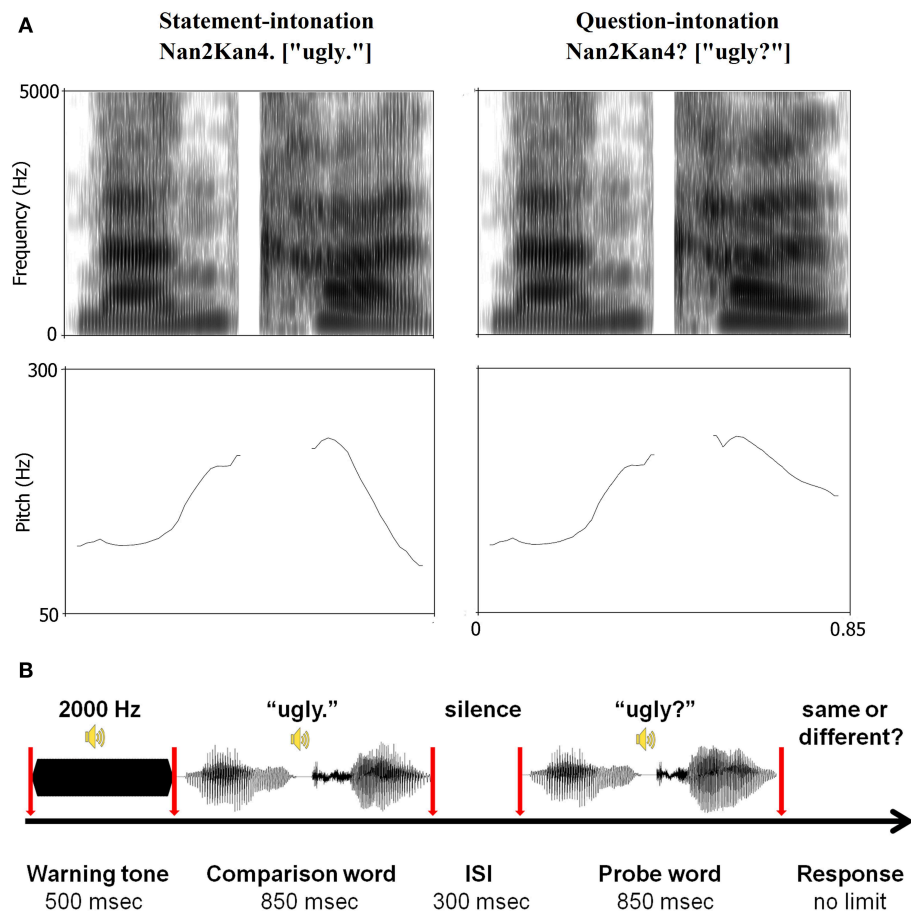 A
Statement-intonation
Nan2Kan4. ["ugly."]
Question-intonation
Nan2Kan4? ["ugly?"]
5000
Frequency (Hz)
0
300
Pitch (Hz)
50
0
0.85
B
2000 Hz
“ugly.”
silence
“ugly?”
same or
different?
Warning tone
500 msec
Comparison word
850 msec
ISI
300 msec
Probe word
850 msec
Response
no limit